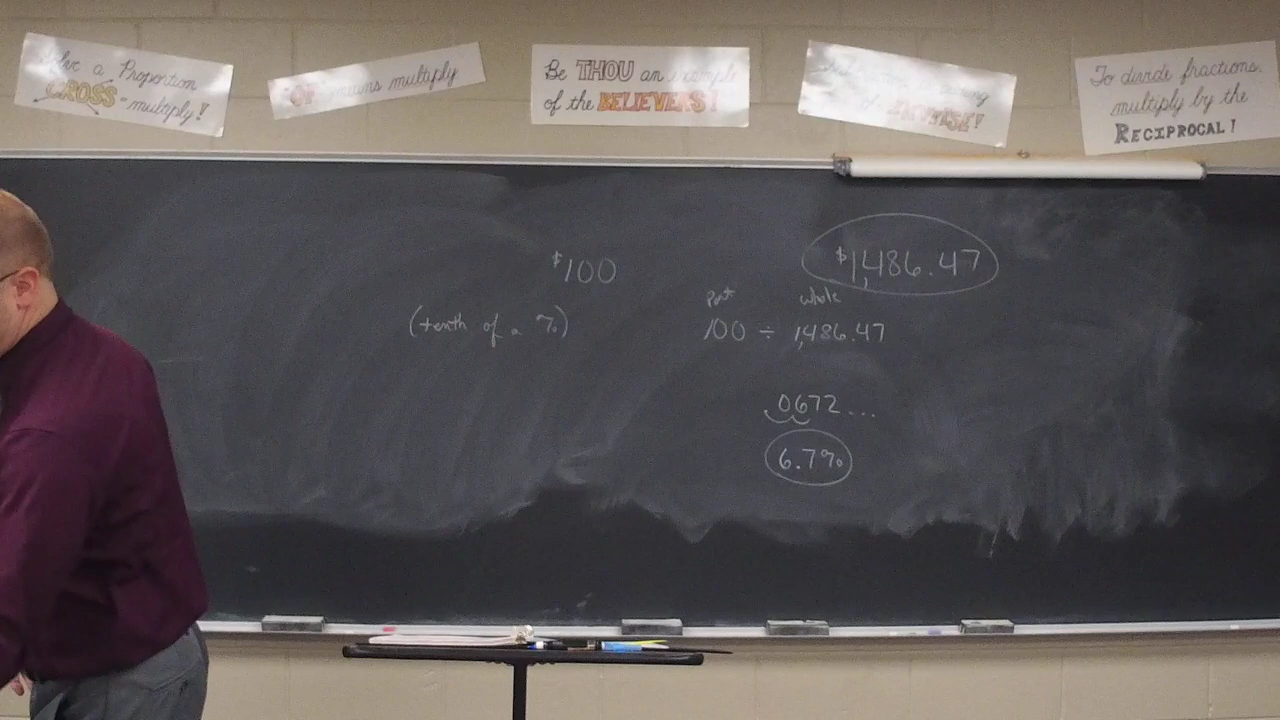 Solve a Proportion
CROSS-multiply!
"OF" means multiply
Be THOU an example
of the BELIEVERS!
To divide fractions,
multiply by the
RECIPROCAL!
$100
$1,486.47
Part whole
(tenth of a %)
100 ÷ 1,486.47
.0672...
6.7%